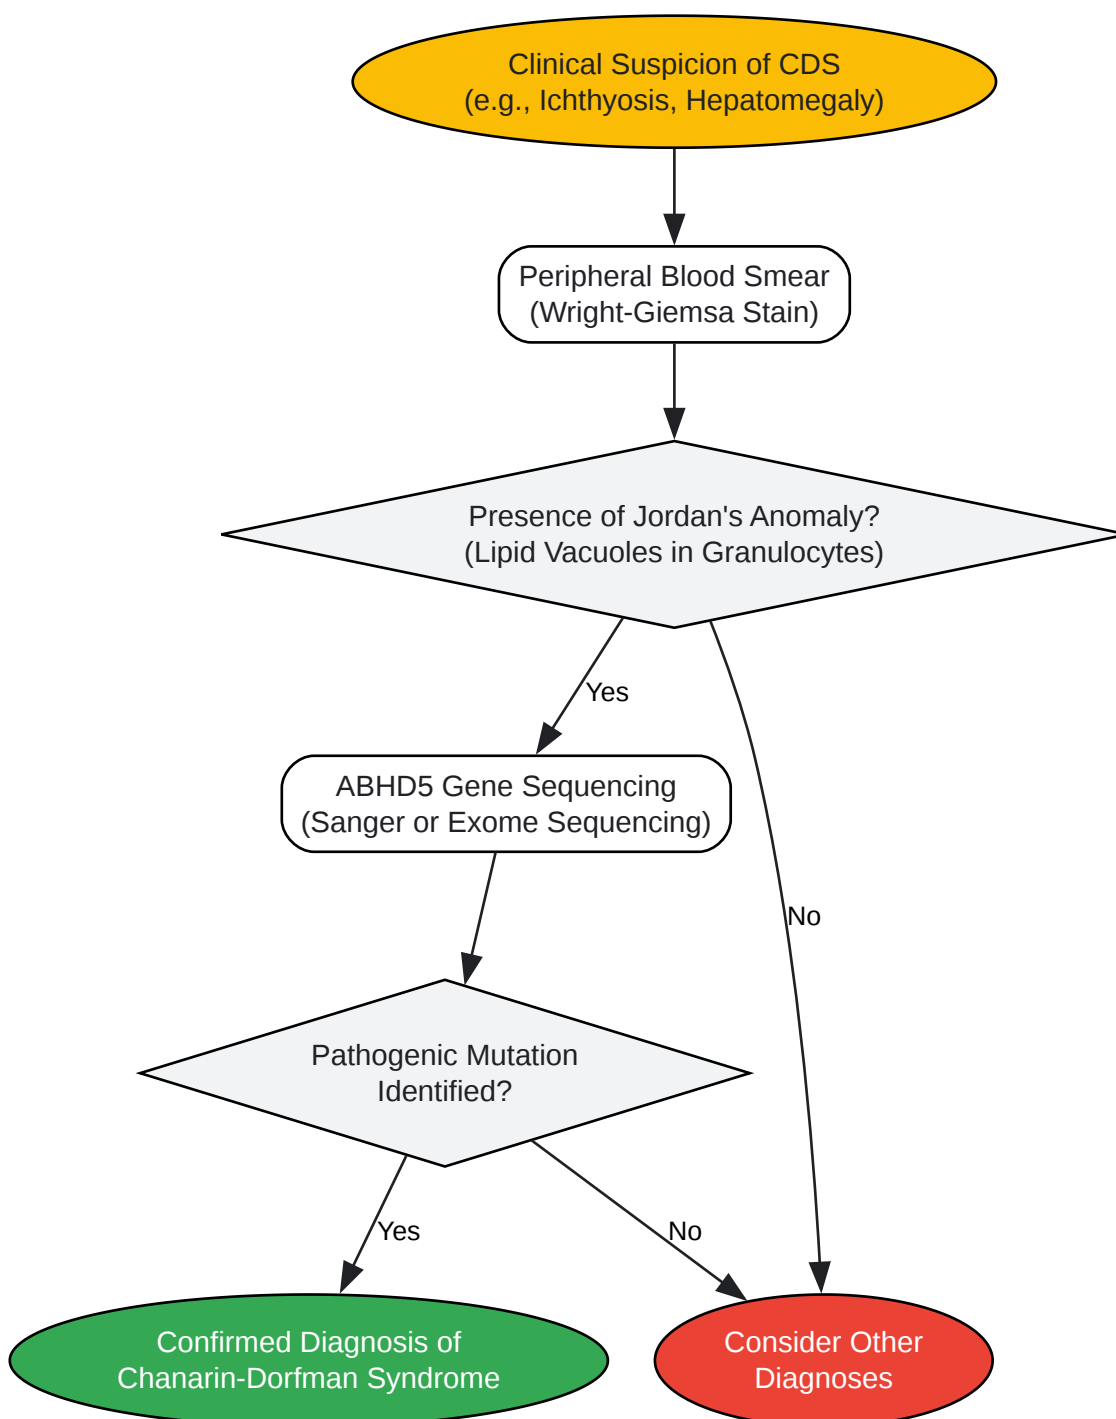 Clinical Suspicion of CDS
(e.g., Ichthyosis, Hepatomegaly)
Peripheral Blood Smear
(Wright-Giemsa Stain)
Presence of Jordan's Anomaly?
(Lipid Vacuoles in Granulocytes)
Yes
ABHD5 Gene Sequencing
(Sanger or Exome Sequencing)
No
Pathogenic Mutation
Identified?
Yes
No
Confirmed Diagnosis of
Chanarin-Dorfman Syndrome
Consider Other
Diagnoses